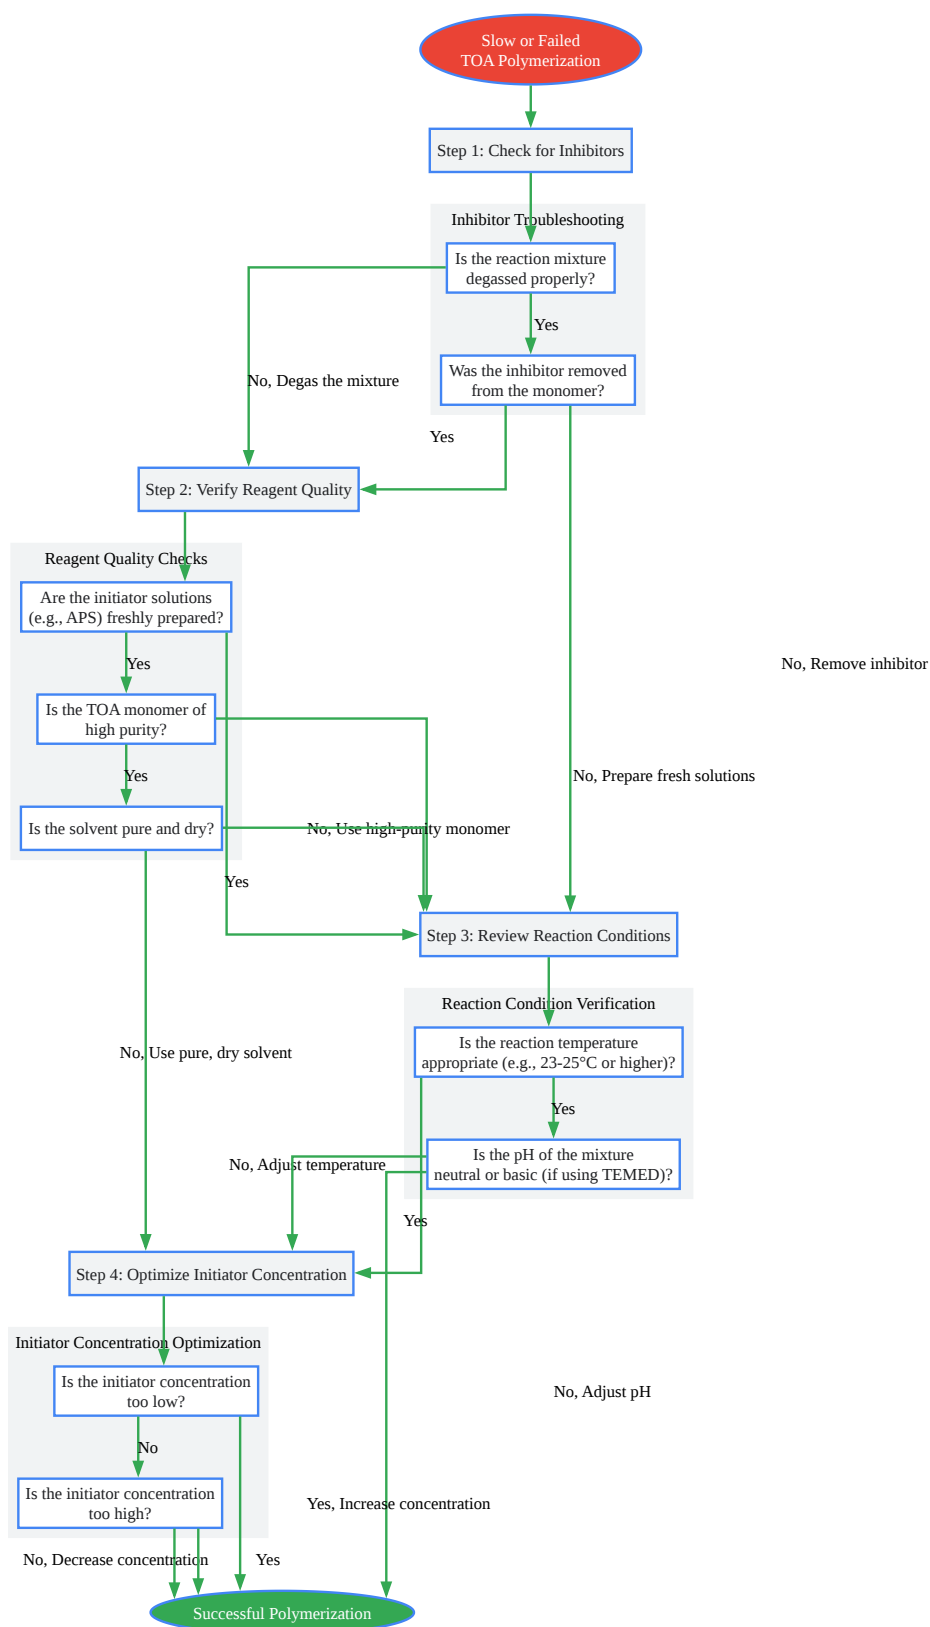 Slow or Failed
TOA Polymerization
Step 1: Check for Inhibitors
Inhibitor Troubleshooting
Is the reaction mixture
degassed properly?
Yes
Was the inhibitor removed
from the monomer?
No, Degas the mixture
Yes
Step 2: Verify Reagent Quality
Reagent Quality Checks
Are the initiator solutions
(e.g., APS) freshly prepared?
Yes
No, Remove inhibitor
Is the TOA monomer of
high purity?
Yes
No, Prepare fresh solutions
Is the solvent pure and dry?
No, Use high-purity monomer
Yes
Step 3: Review Reaction Conditions
Reaction Condition Verification
Is the reaction temperature
appropriate (e.g., 23-25°C or higher)?
No, Use pure, dry solvent
Yes
Is the pH of the mixture
neutral or basic (if using TEMED)?
No, Adjust temperature
Yes
Step 4: Optimize Initiator Concentration
Initiator Concentration Optimization
Is the initiator concentration
too low?
No, Adjust pH
No
Is the initiator concentration
too high?
Yes, Increase concentration
No, Decrease concentration
Yes
Successful Polymerization